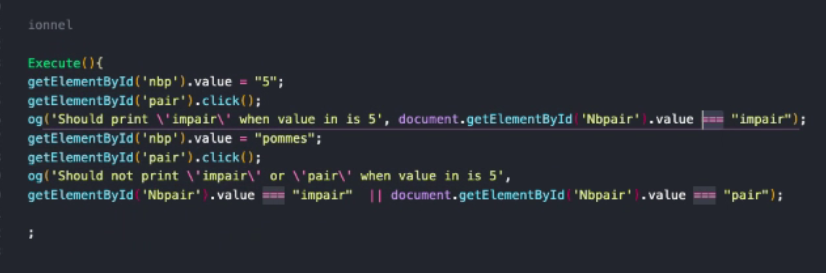 ionnel
Execute(){
getElementById('nbp').value = "5";
getElementById('pair').click();
og('Should print \'impair\' when value in is 5', document.getElementById('Nbpair').value === "impair");
getElementById('nbp').value = "pommes";
getElementById('pair').click();
og('Should not print \'impair\' or \'pair\' when value in is 5',
getElementById('Nbpair').value === "impair"  || document.getElementById('Nbpair').value === "pair");
;